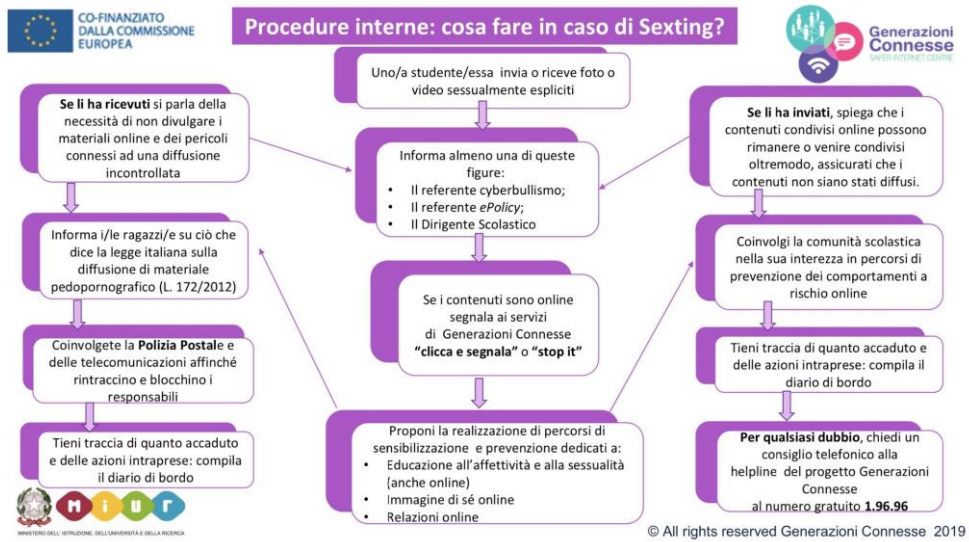 CO-FINANZIATO
DALLA COMMISSIONE
EUROPEA
Procedure interne: cosa fare in caso di Sexting?
Generazioni
Connesse
SAFER INTERNET CENTRE
Uno/a studente/essa invia o riceve foto o
video sessualmente espliciti
Se li ha ricevuti si parla della
necessità di non divulgare i
materiali online e dei pericoli
connessi ad una diffusione
incontrollata
Informa i/le ragazzi/e su ciò che
dice la legge italiana sulla
diffusione di materiale
pedopornografico (L. 172/2012)
Coinvolgete la Polizia Postale e
delle telecomunicazioni affinché
rintraccino e blocchino i
responsabili
Tieni traccia di quanto accaduto
e delle azioni intraprese: compila
il diario di bordo
Informa almeno una di queste
figure:
• Il referente cyberbullismo;
• Il referente ePolicy;
• Il Dirigente Scolastico
Se i contenuti sono online
segnala ai servizi
di Generazioni Connesse
“clicca e segnala” o “stop it”
Proponi la realizzazione di percorsi di
sensibilizzazione e prevenzione dedicati a:
• Educazione all’affettività e alla sessualità
(anche online)
• Immagine di sé online
• Relazioni online
Se li ha inviati, spiega che i
contenuti condivisi online possono
rimanere o venire condivisi
oltremodo, assicurati che i
contenuti non siano stati diffusi.
Coinvolgi la comunità scolastica
nella sua interezza in percorsi di
prevenzione dei comportamenti a
rischio online
Tieni traccia di quanto accaduto e
delle azioni intraprese: compila il
diario di bordo
Per qualsiasi dubbio, chiedi un
consiglio telefonico alla
helpline del progetto Generazioni
Connesse
al numero gratuito 1.96.96
MiUr
MINISTERO DELL'ISTRUZIONE, DELL'UNIVERSITÀ E DELLA RICERCA
© All rights reserved Generazioni Connesse 2019